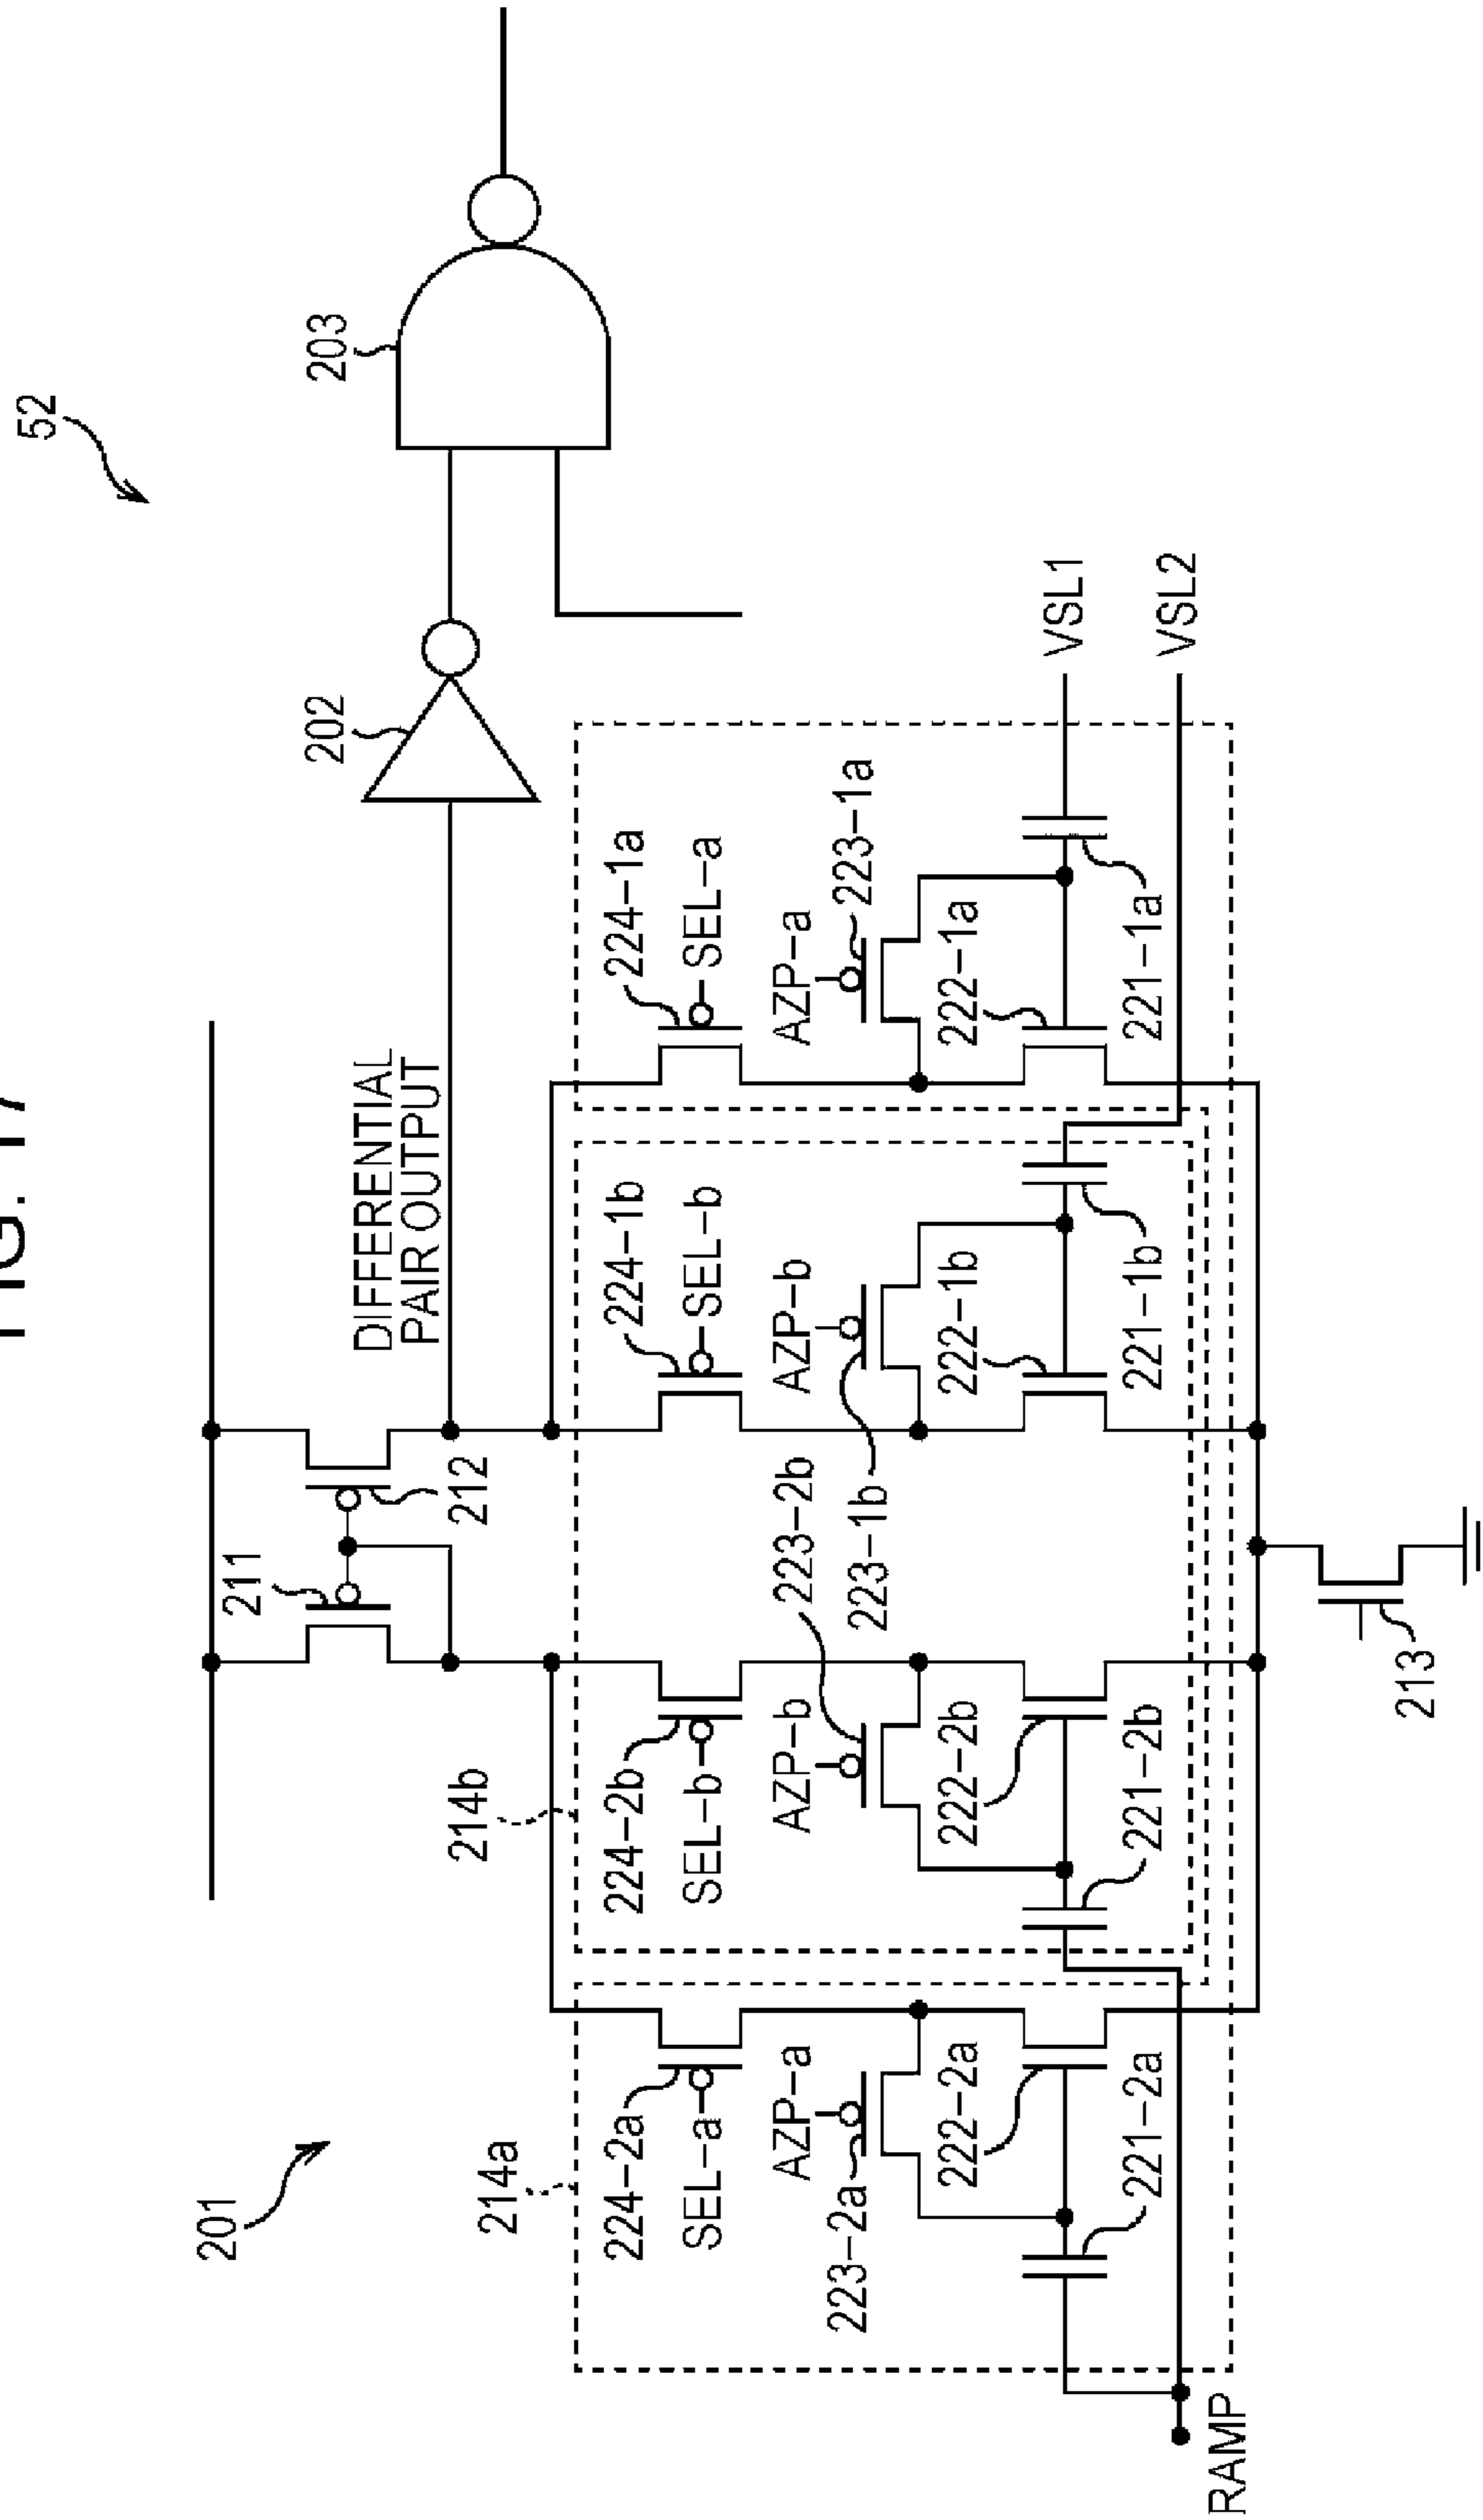 FIG. 17
52
201
211
212
DIFFERENTIAL
PAIR OUTPUT
202
203
214a
214b
224-2a
SEL-a
224-2b
SEL-b
224-1b
SEL-b
224-1a
SEL-a
AZP-a
223-2a
AZP-b
223-2b
223-1b
AZP-b
AZP-a
223-1a
222-2a
222-2b
222-1b
222-1a
221-2a
221-2b
221-1b
221-1a
VSL1
VSL2
RAMP
213